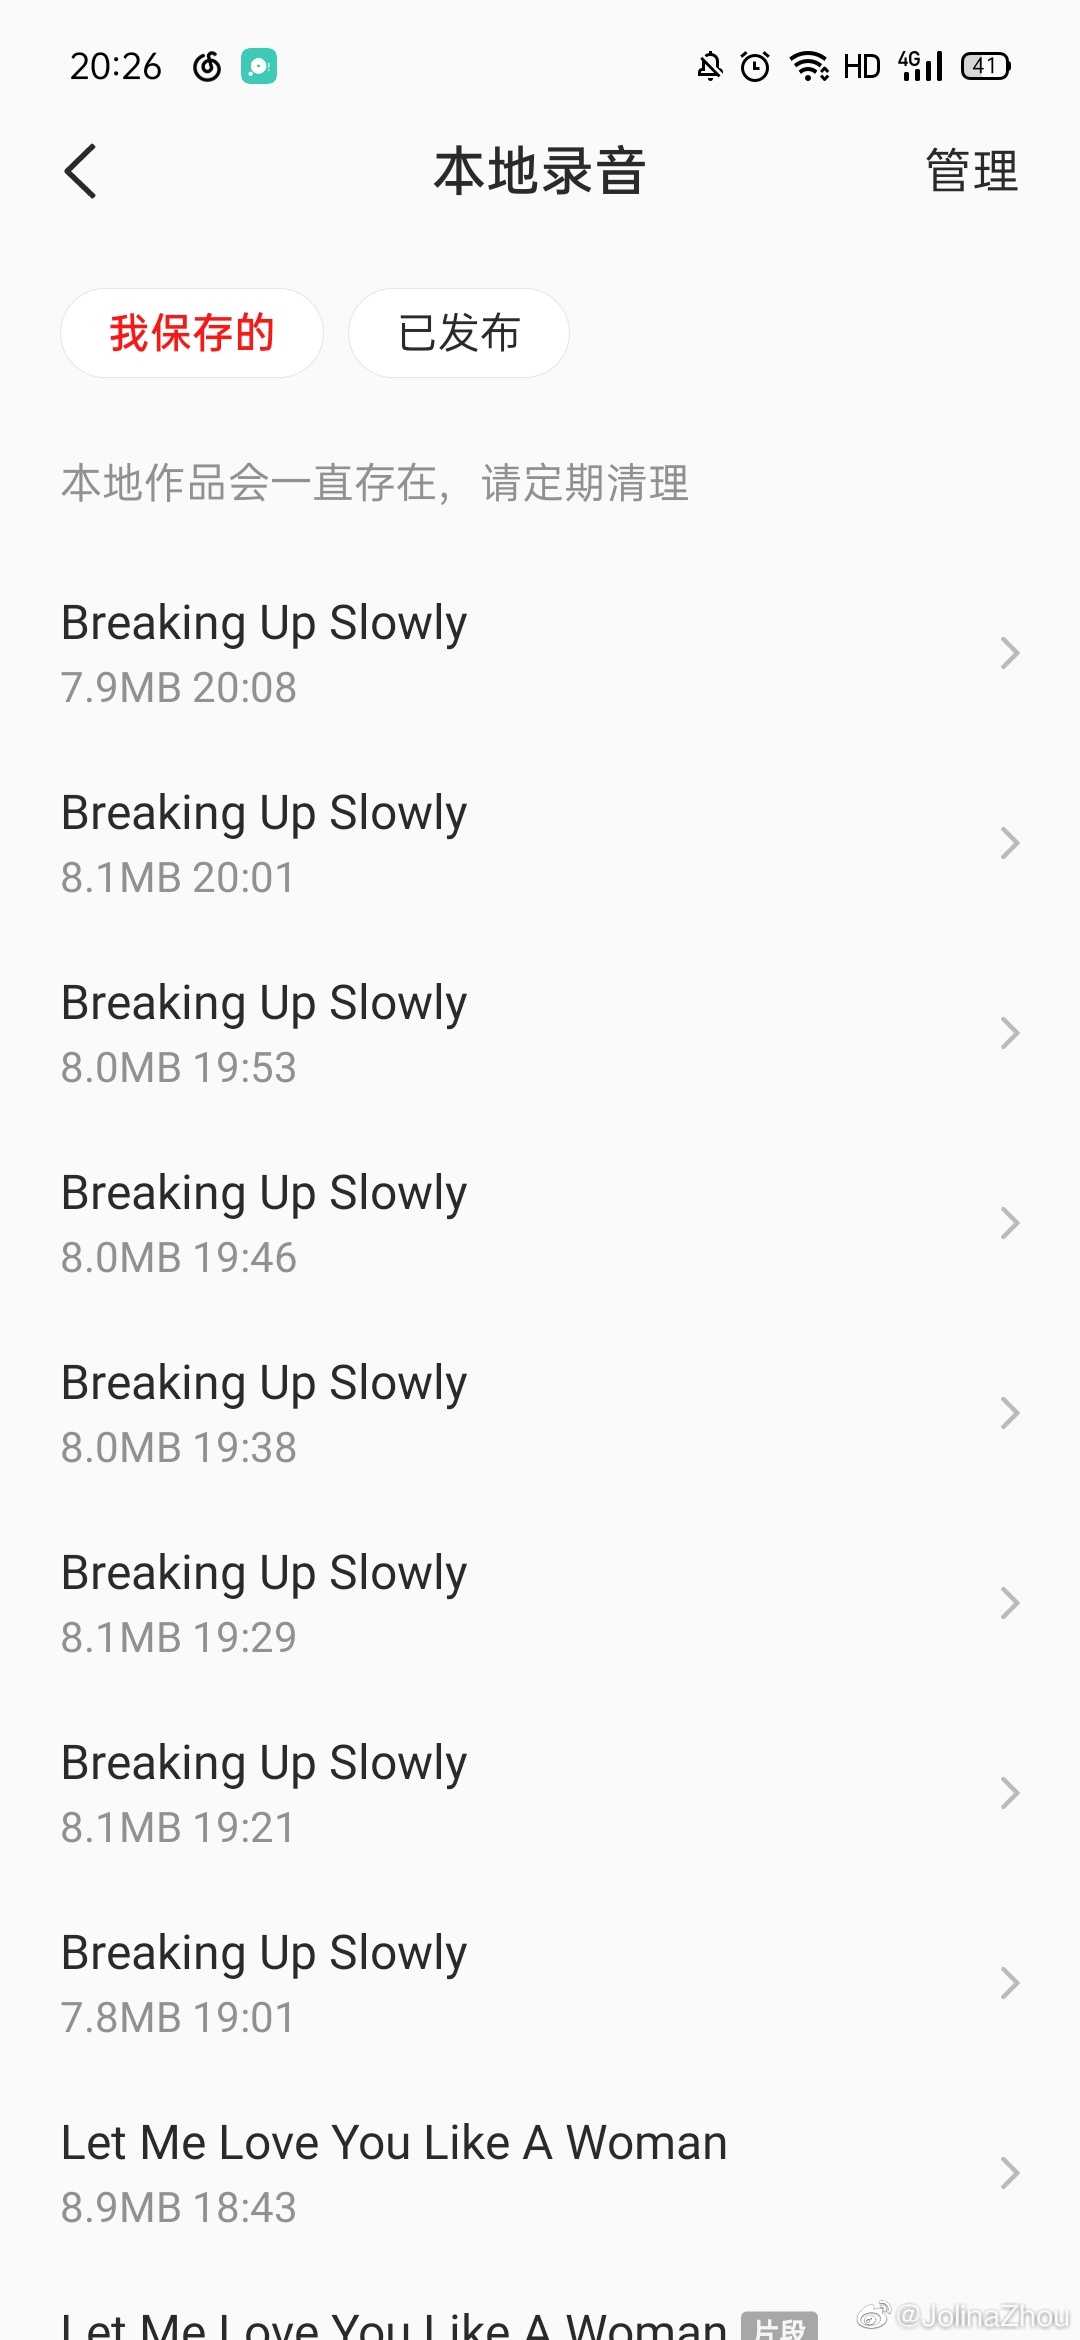 20:26 HD 4G 41
本地录音 管理
我保存的 已发布
本地作品会一直存在，请定期清理
Breaking Up Slowly
7.9MB 20:08
Breaking Up Slowly
8.1MB 20:01
Breaking Up Slowly
8.0MB 19:53
Breaking Up Slowly
8.0MB 19:46
Breaking Up Slowly
8.0MB 19:38
Breaking Up Slowly
8.1MB 19:29
Breaking Up Slowly
8.1MB 19:21
Breaking Up Slowly
7.8MB 19:01
Let Me Love You Like A Woman
8.9MB 18:43
Let Me Love You Like A Woman 片段
@JolinaZhou